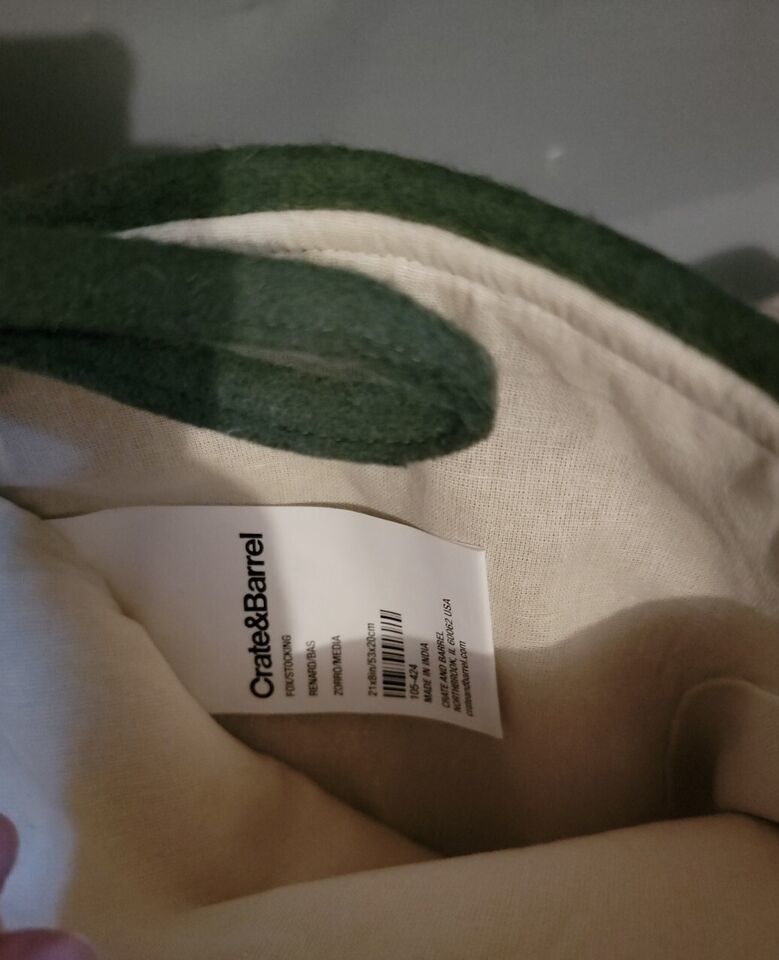 Crate&Barrel
FOX/STOCKING
RENARD/BAS
ZORRO/MEDIA
21x8in/53x20cm
105-424
MADE IN INDIA
CRATE AND BARREL
NORTHBROOK, IL 60062 USA
crateandbarrel.com